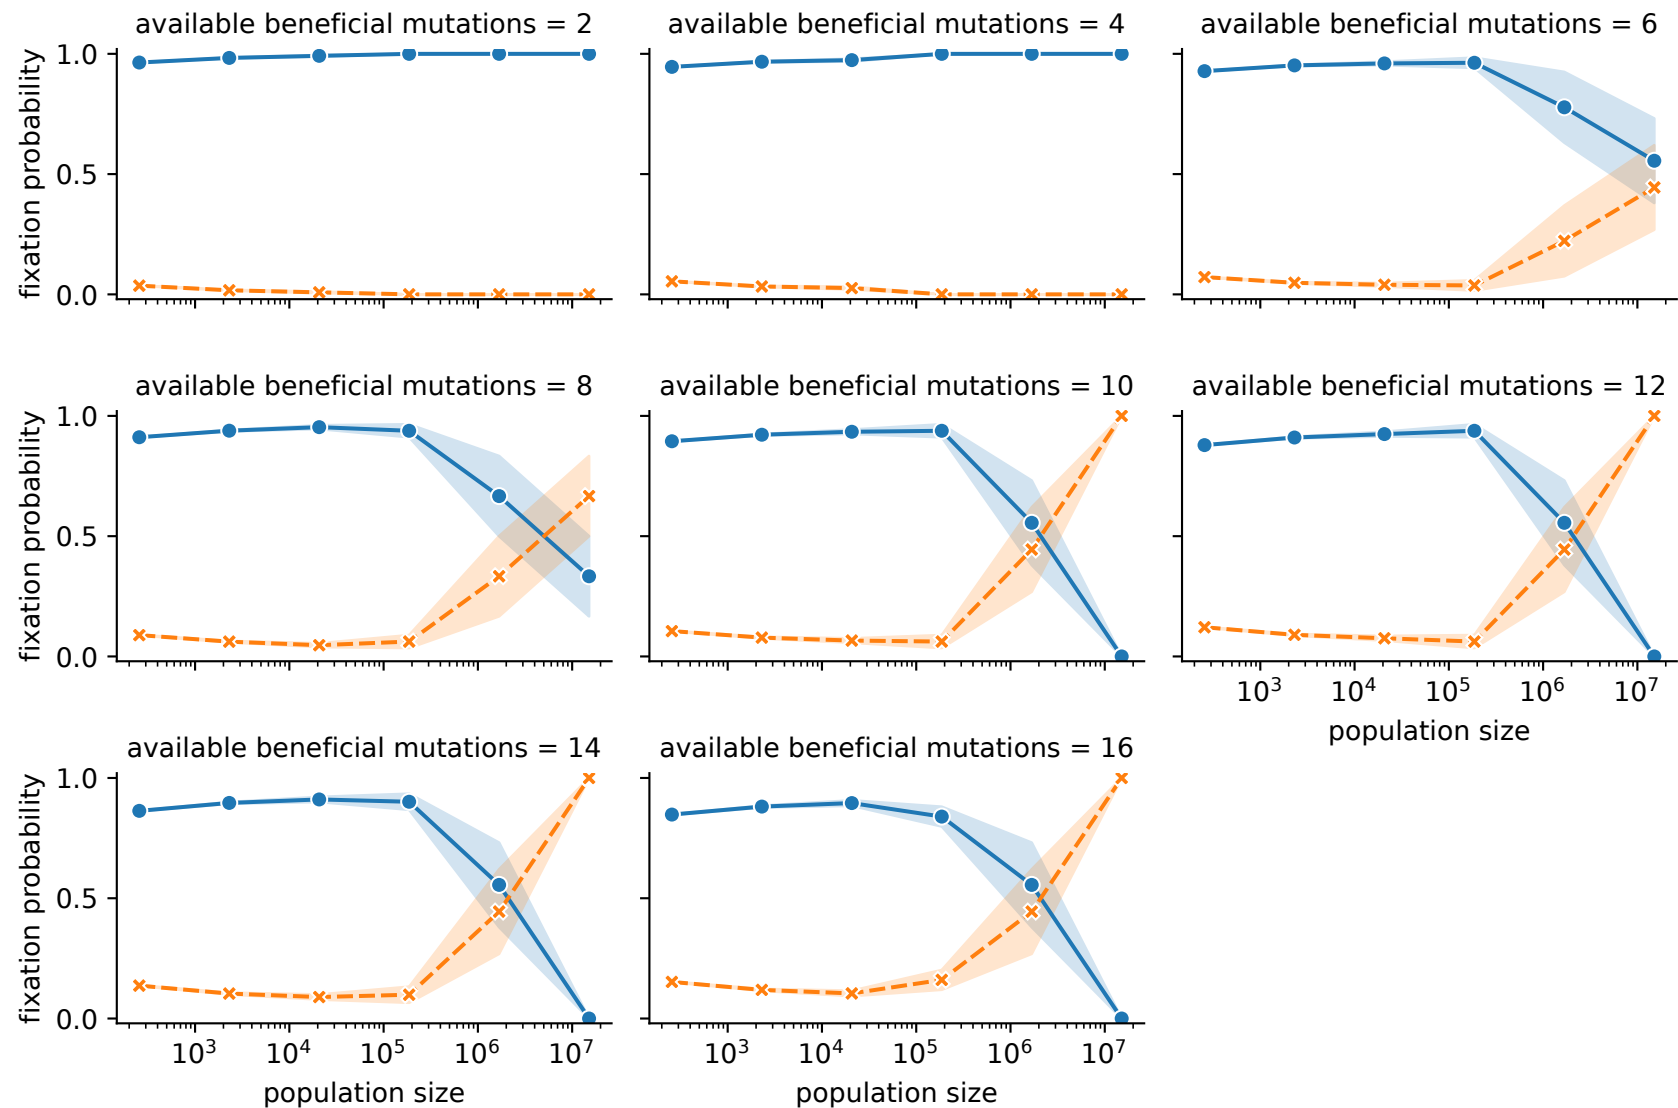 available beneficial mutations = 2
available beneficial mutations = 4
available beneficial mutations = 6
fixation probability
1.0
0.5
0.0
available beneficial mutations = 8
available beneficial mutations = 10
available beneficial mutations = 12
fixation probability
1.0
0.5
0.0
10³ 10⁴ 10⁵ 10⁶ 10⁷
population size
available beneficial mutations = 14
available beneficial mutations = 16
fixation probability
1.0
0.5
0.0
10³ 10⁴ 10⁵ 10⁶ 10⁷
10³ 10⁴ 10⁵ 10⁶ 10⁷
population size
population size